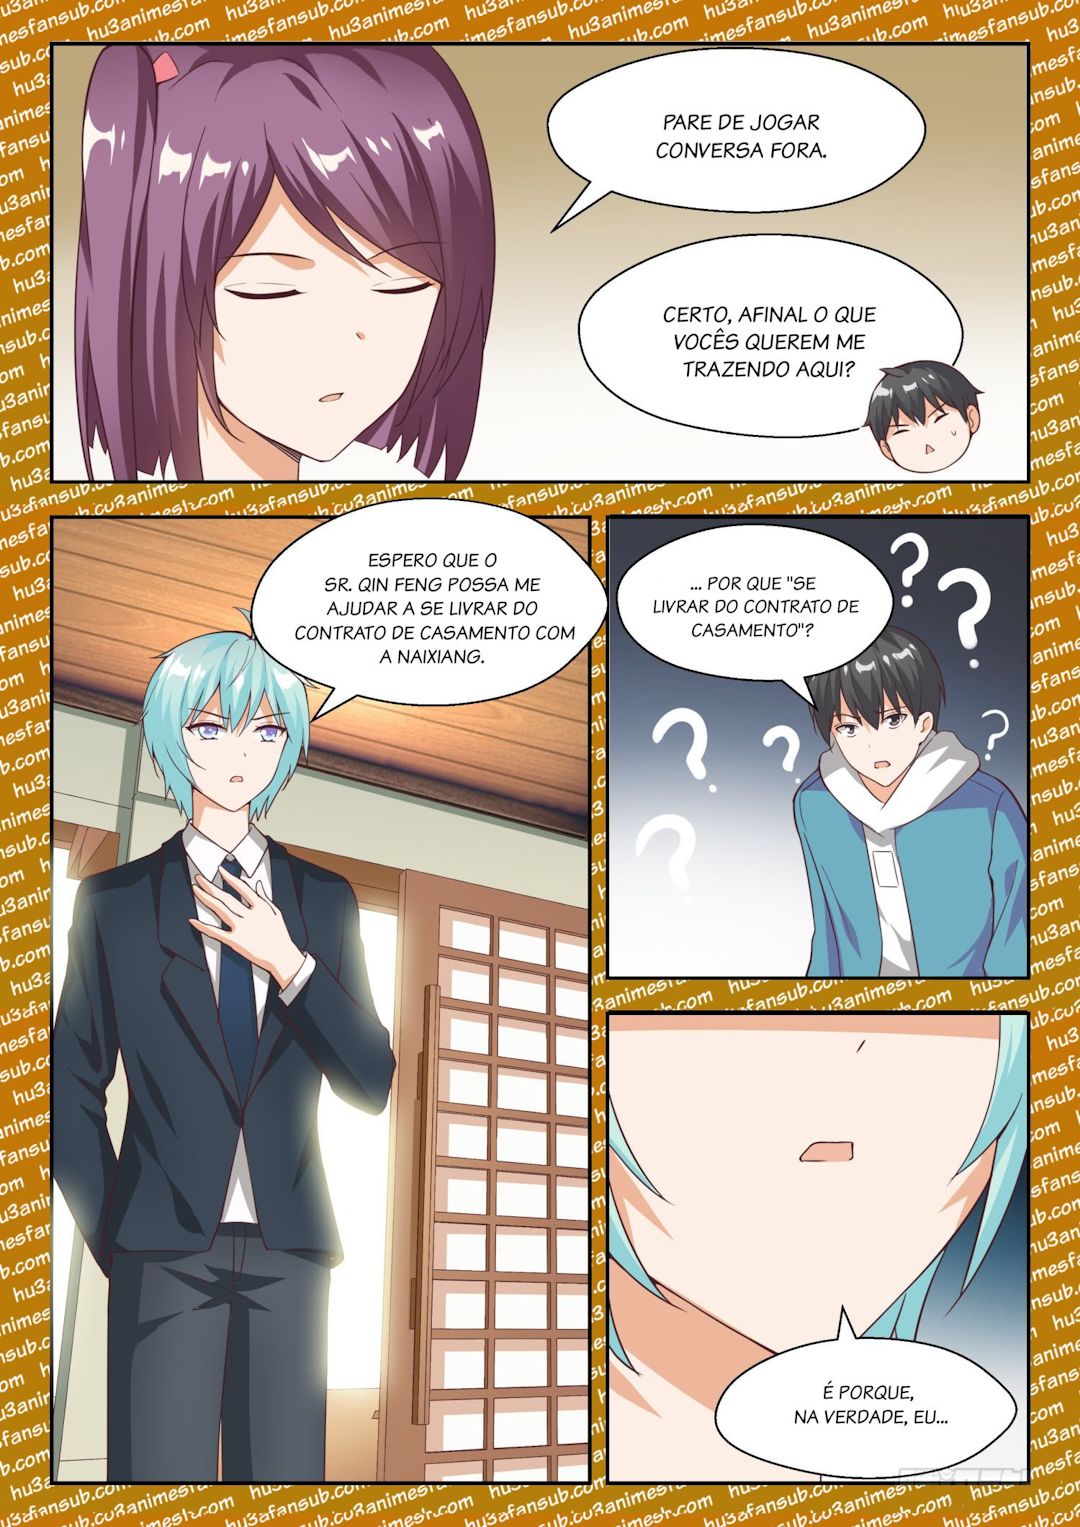 PARE DE JOGAR
CONVERSA FORA.
CERTO, AFINAL O QUE
VOCÊS QUEREM ME
TRAZENDO AQUI?
ESPERO QUE O
SR. QIN FENG POSSA ME
AJUDAR A SE LIVRAR DO
CONTRATO DE CASAMENTO COM
A NAIXIANG.
... POR QUE "SE
LIVRAR DO CONTRATO DE
CASAMENTO"?
É PORQUE,
NA VERDADE, EU...
hu3animesfansub.com